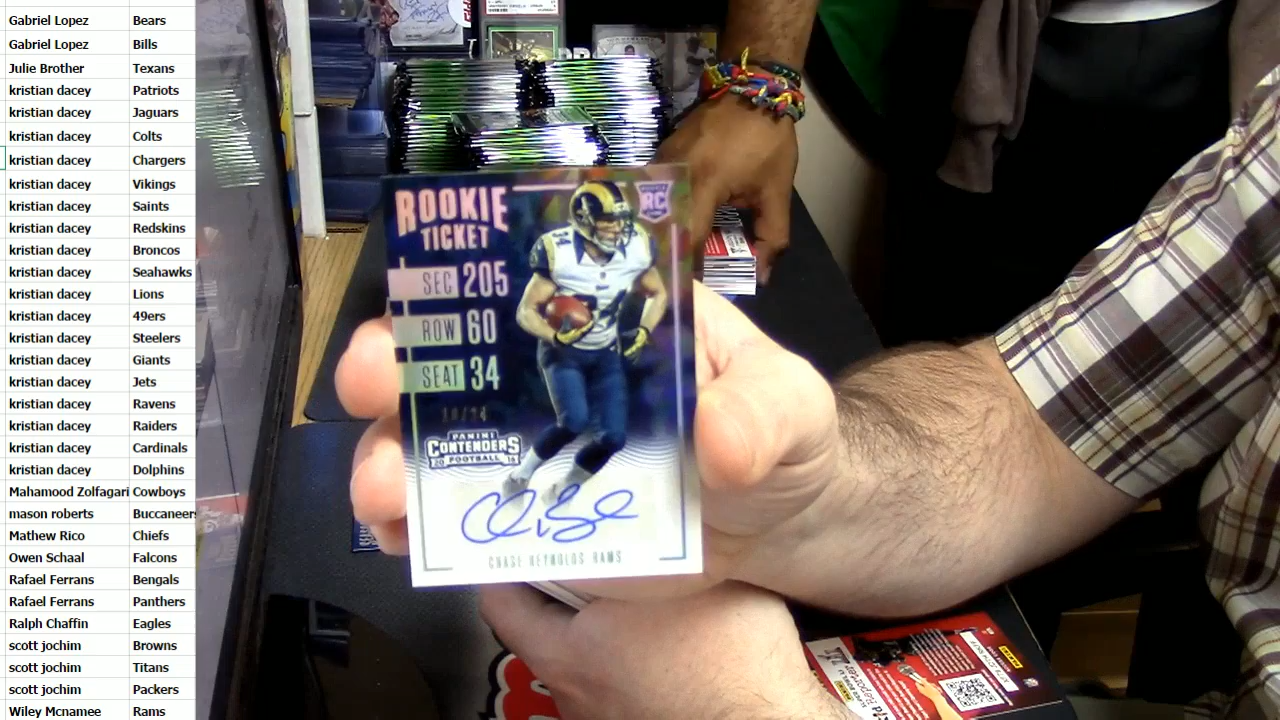 Gabriel Lopez Bears
Gabriel Lopez Bills
Julie Brother Texans
kristian dacey Patriots
kristian dacey Jaguars
kristian dacey Colts
kristian dacey Chargers
kristian dacey Vikings
kristian dacey Saints
kristian dacey Redskins
kristian dacey Broncos
kristian dacey Seahawks
kristian dacey Lions
kristian dacey 49ers
kristian dacey Steelers
kristian dacey Giants
kristian dacey Jets
kristian dacey Ravens
kristian dacey Raiders
kristian dacey Cardinals
kristian dacey Dolphins
Mahamood Zolfagari Cowboys
mason roberts Buccaneers
Mathew Rico Chiefs
Owen Schaal Falcons
Rafael Ferrans Bengals
Rafael Ferrans Panthers
Ralph Chaffin Eagles
scott jochim Browns
scott jochim Titans
scott jochim Packers
Wiley Mcnamee Rams
ROOKIE
TICKET
RC
SEC 205
ROW 60
SEAT 34
PANINI
CONTENDERS
20 FOOTBALL 16
CHASE REYNOLDS RAMS